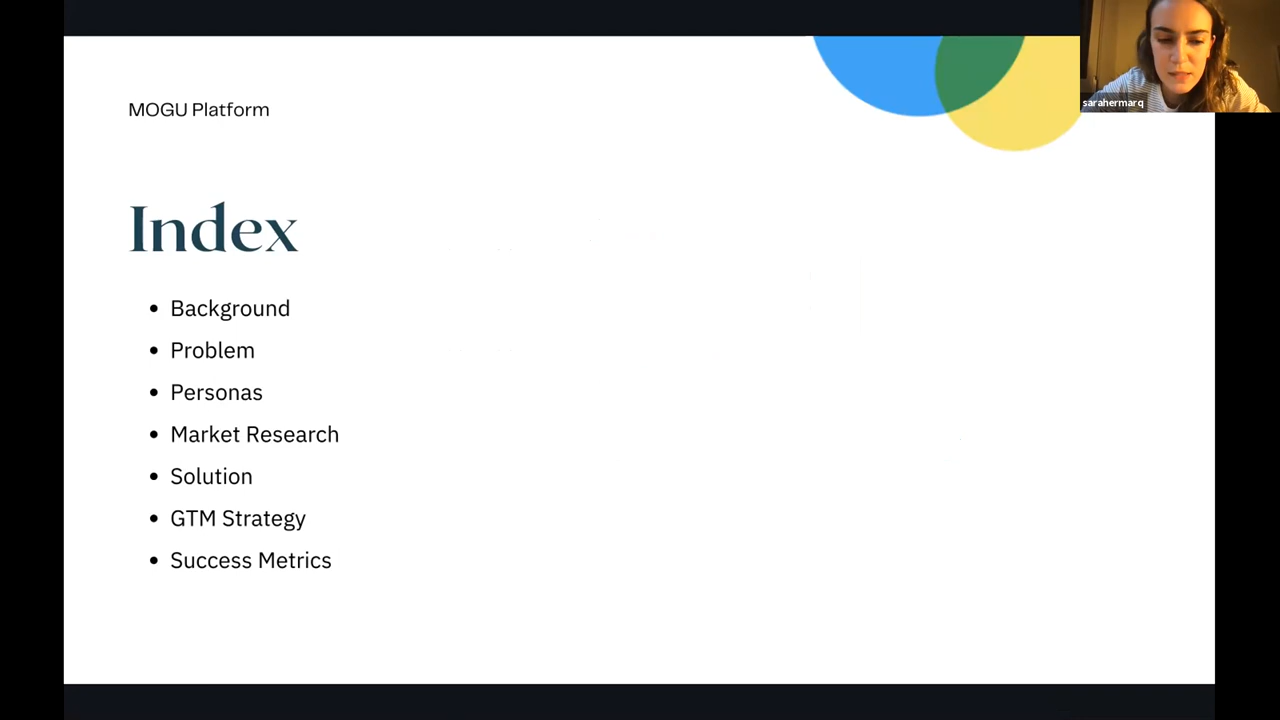 MOGU Platform
sarahermarq
Index
• Background
• Problem
• Personas
• Market Research
• Solution
• GTM Strategy
• Success Metrics